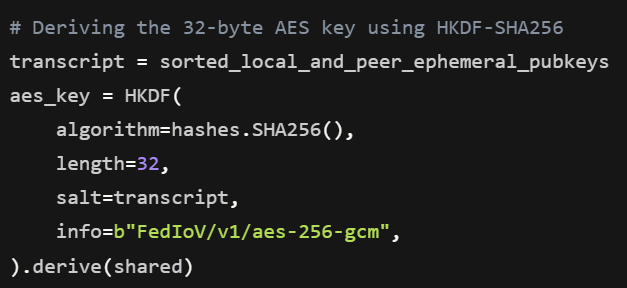 # Deriving the 32-byte AES key using HKDF-SHA256
transcript = sorted_local_and_peer_ephemeral_pubkeys
aes_key = HKDF(
    algorithm=hashes.SHA256(),
    length=32,
    salt=transcript,
    info=b"FedIoV/v1/aes-256-gcm",
).derive(shared)